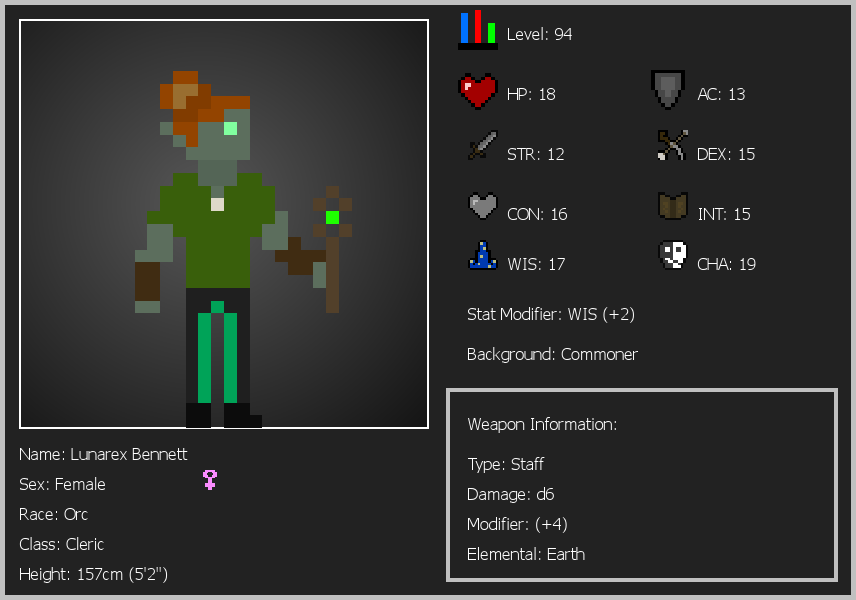 Level: 94
HP: 18
AC: 13
STR: 12
DEX: 15
CON: 16
INT: 15
WIS: 17
CHA: 19
Stat Modifier: WIS (+2)
Background: Commoner
Weapon Information:
Type: Staff
Damage: d6
Modifier: (+4)
Elemental: Earth
Name: Lunarex Bennett
Sex: Female
Race: Orc
Class: Cleric
Height: 157cm (5'2")